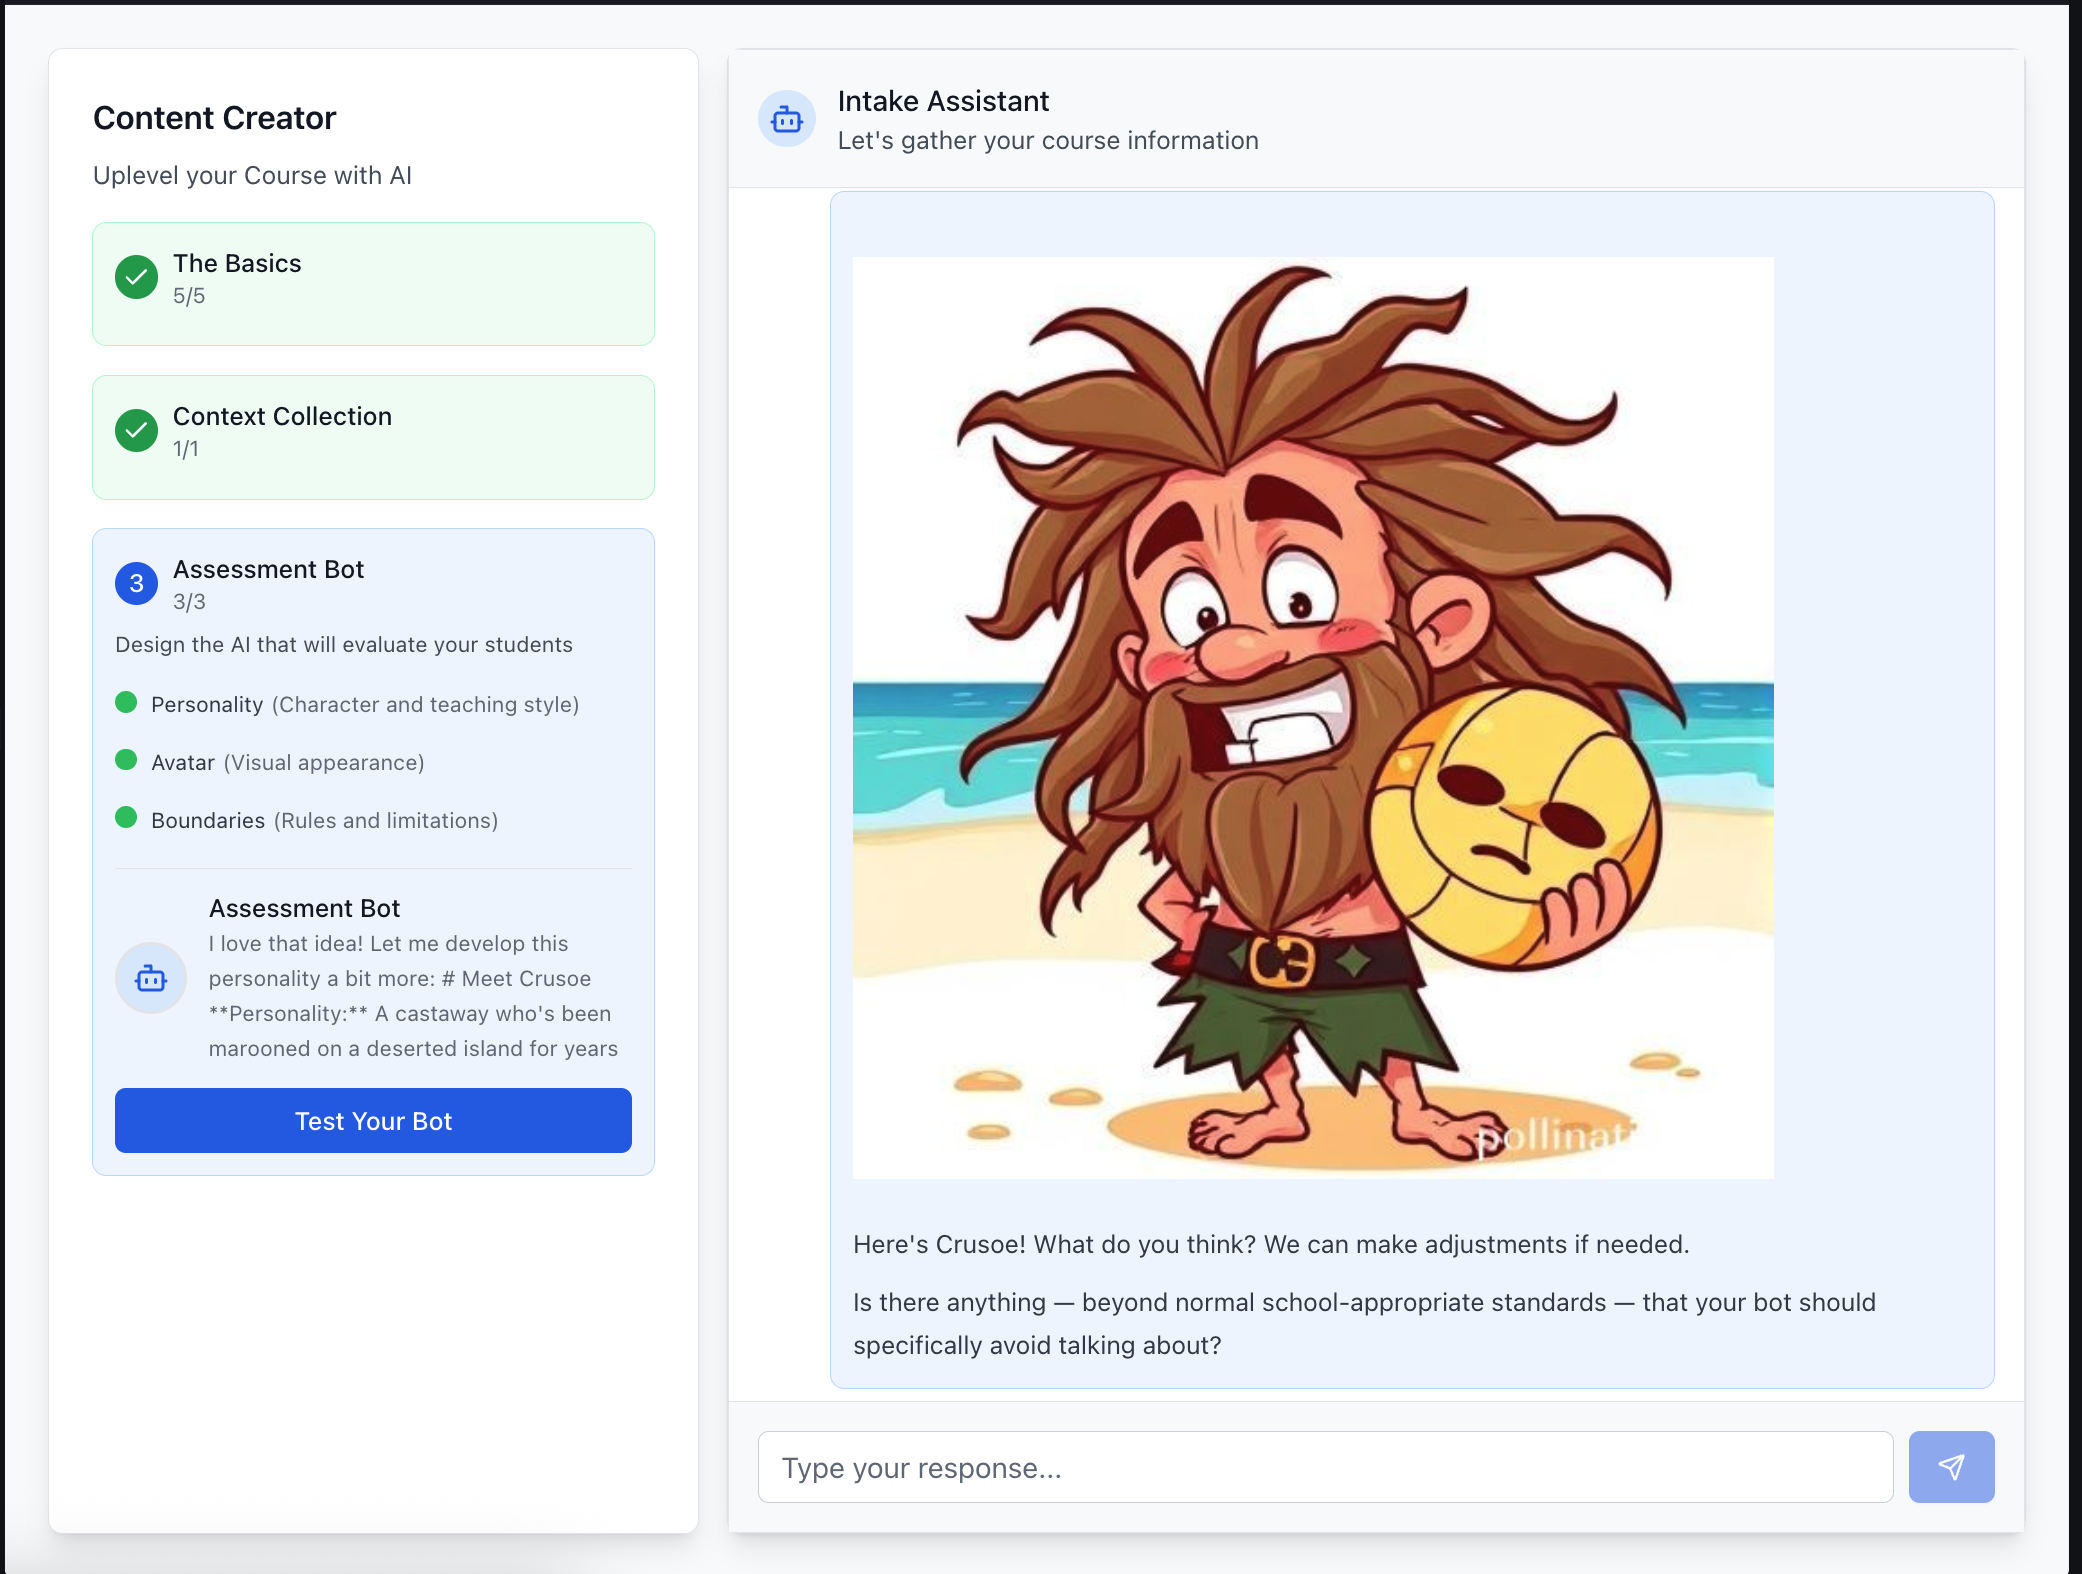 Content Creator
Uplevel your Course with AI
The Basics
5/5
Context Collection
1/1
3
Assessment Bot
3/3
Design the AI that will evaluate your students
Personality (Character and teaching style)
Avatar (Visual appearance)
Boundaries (Rules and limitations)
Assessment Bot
I love that idea! Let me develop this
personality a bit more: # Meet Crusoe
**Personality:** A castaway who's been
marooned on a deserted island for years
Test Your Bot
Intake Assistant
Let's gather your course information
pollinati
Here's Crusoe! What do you think? We can make adjustments if needed.
Is there anything — beyond normal school-appropriate standards — that your bot should
specifically avoid talking about?
Type your response...